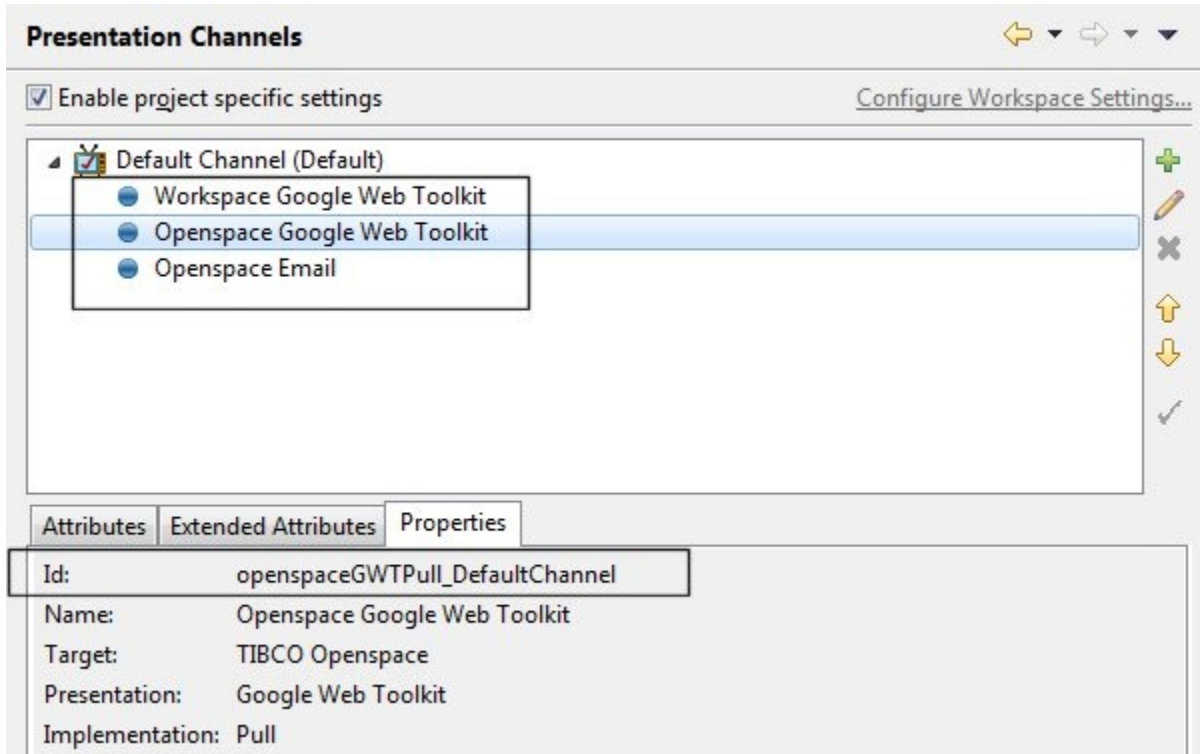 Presentation Channels
Enable project specific settings
Configure Workspace Settings...
Default Channel (Default)
Workspace Google Web Toolkit
Openspace Google Web Toolkit
Openspace Email
Attributes Extended Attributes Properties
Id: openspaceGWTPull_DefaultChannel
Name: Openspace Google Web Toolkit
Target: TIBCO Openspace
Presentation: Google Web Toolkit
Implementation: Pull